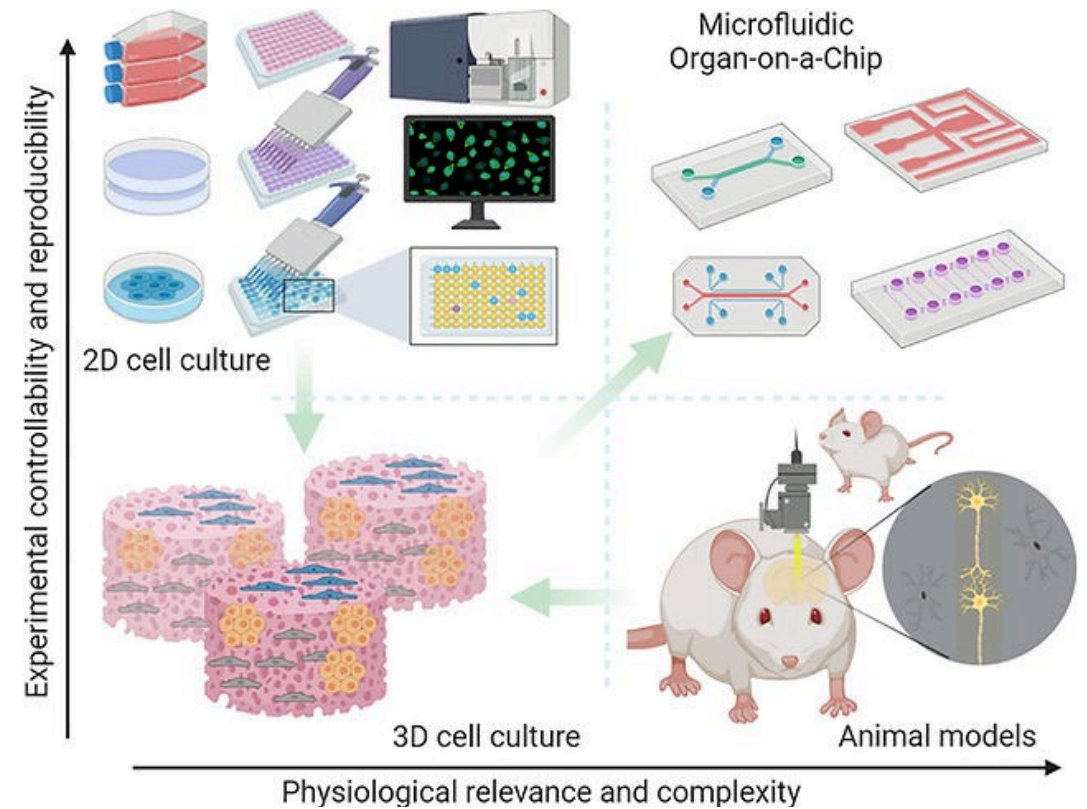 Microfluidic
Organ-on-a-Chip
Experimental controllability and reproducibility
2D cell culture
3D cell culture
Animal models
Physiological relevance and complexity